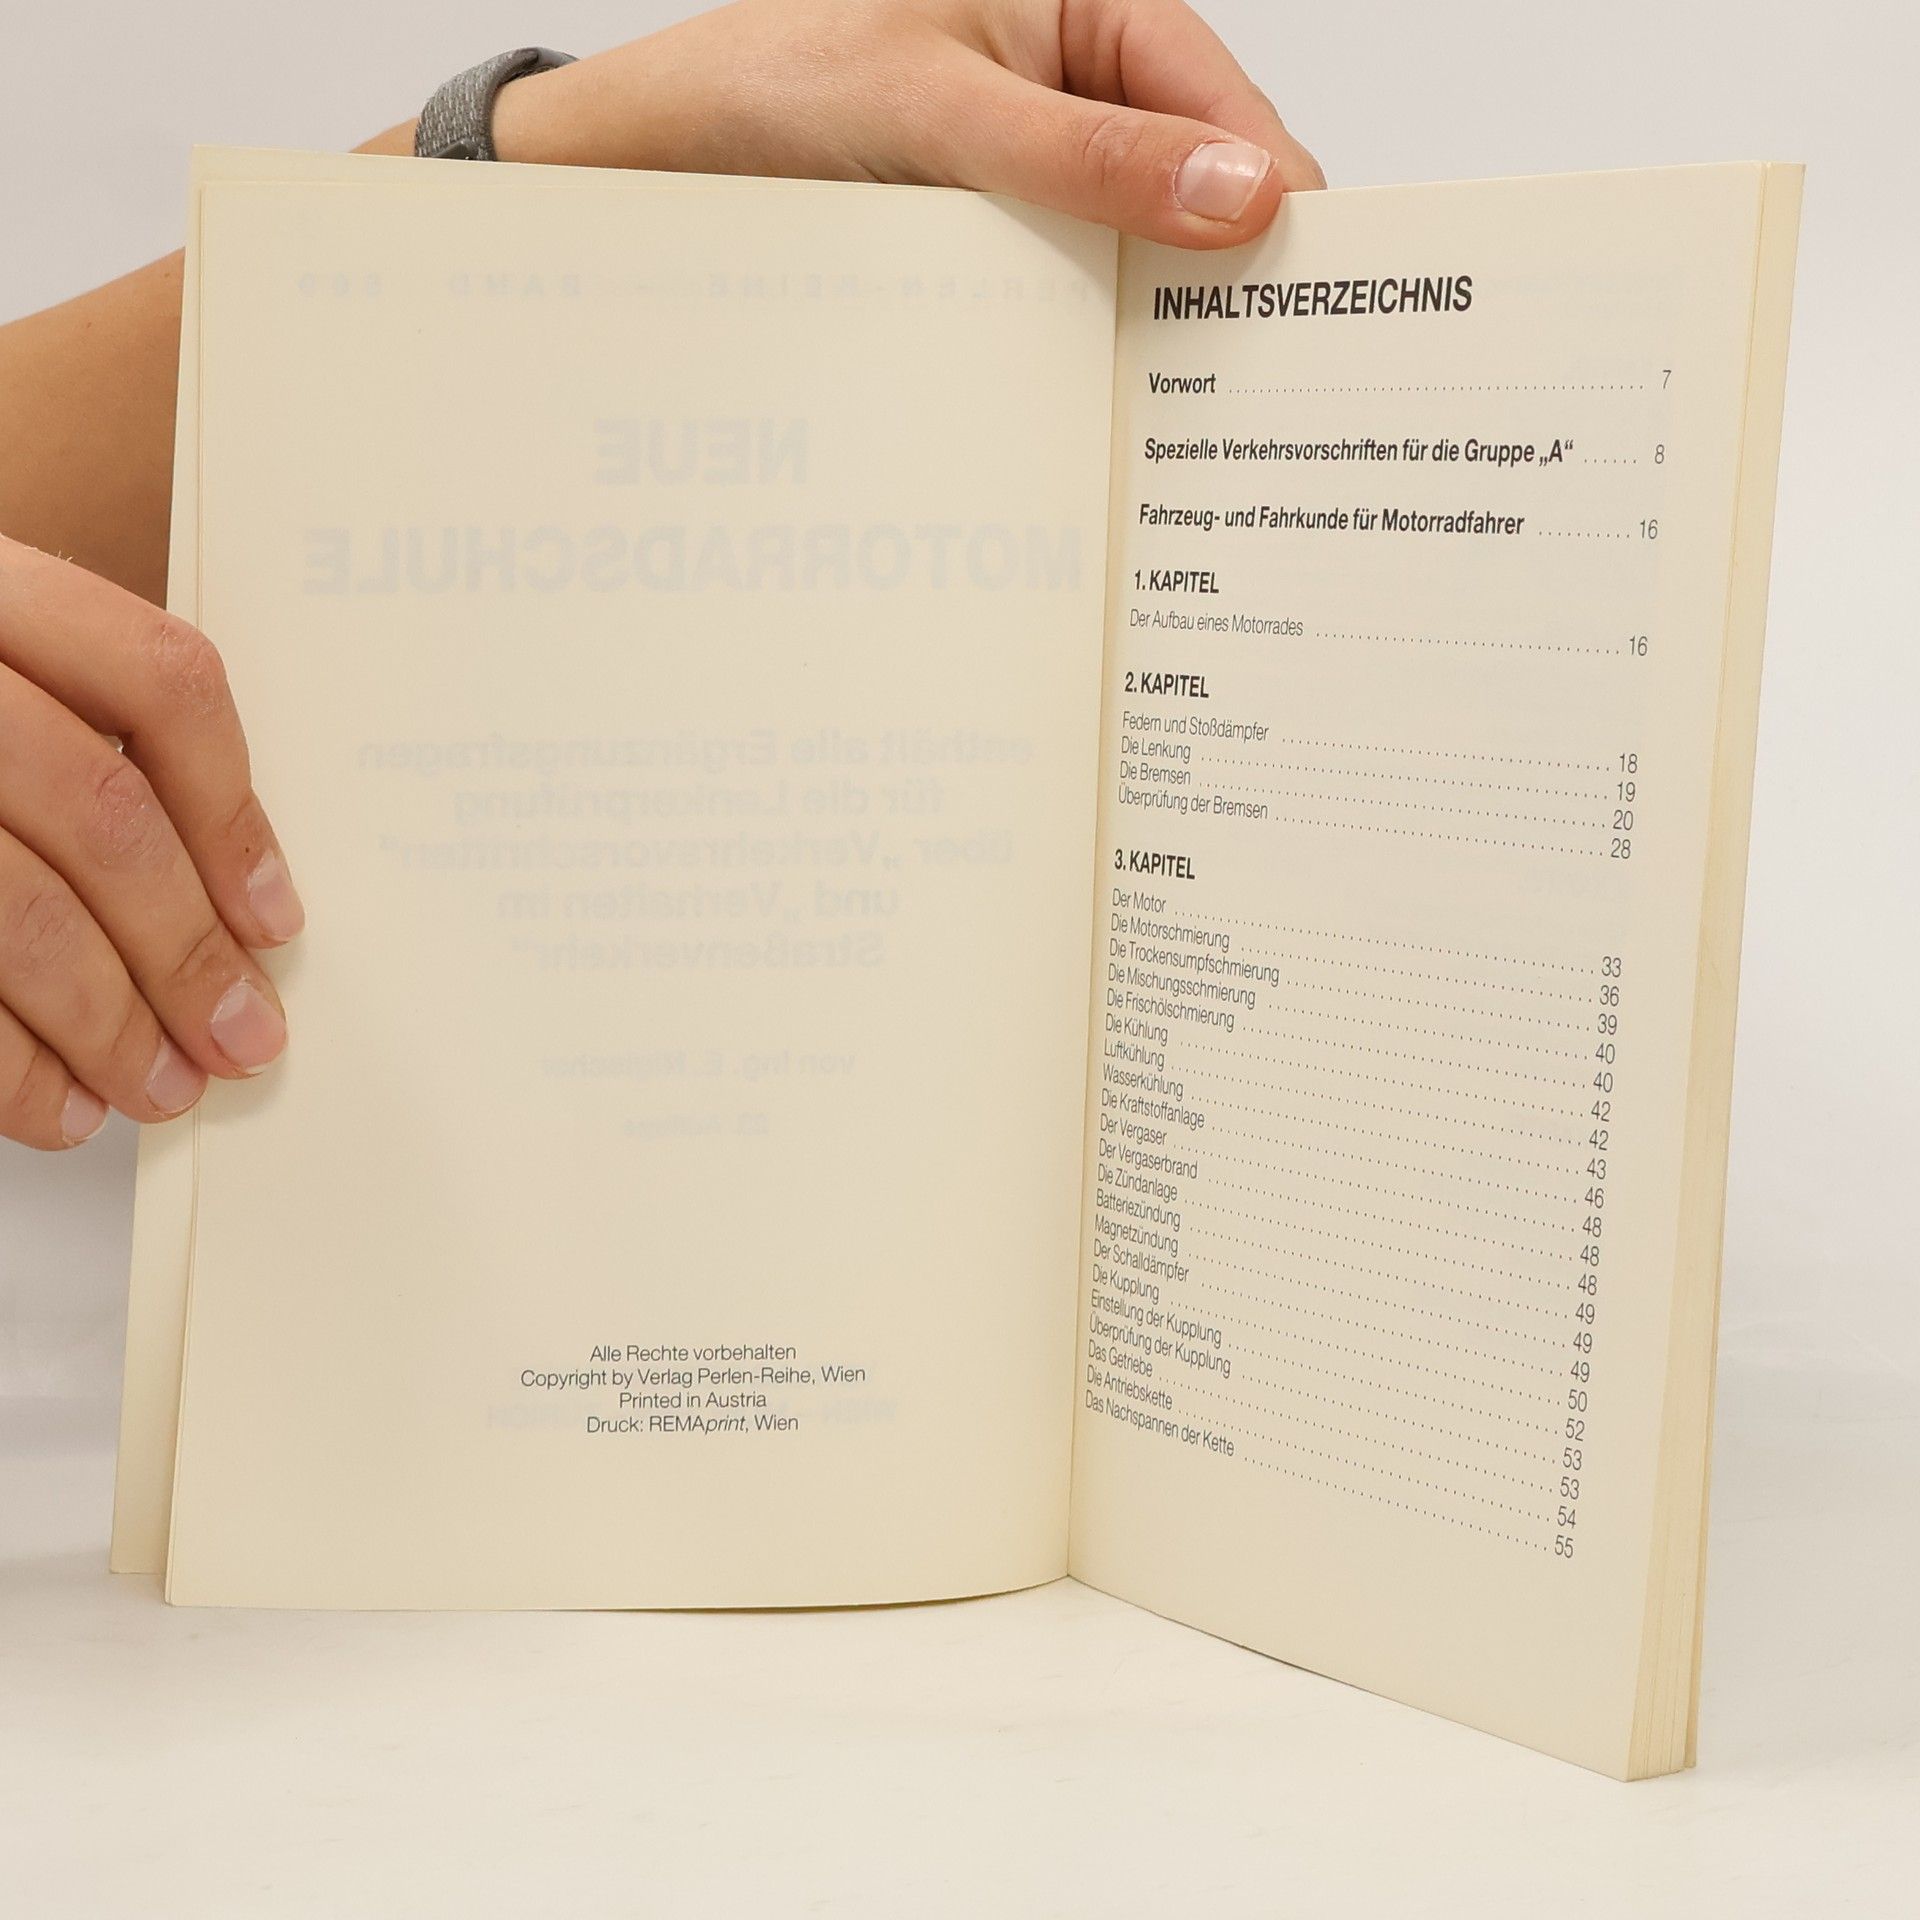 Alle Rechte vorbehalten
Copyright by Verlag Perlen-Reihe, Wien
Printed in Austria
Druck: REMAprint, Wien
INHALTSVERZEICHNIS
Vorwort 7
Spezielle Verkehrsvorschriften für die Gruppe „A“ 8
Fahrzeug- und Fahrkunde für Motorradfahrer 16
1. KAPITEL
Der Aufbau eines Motorrades 16
2. KAPITEL
Federn und Stoßdämpfer 18
Die Lenkung 19
Die Bremsen 20
Überprüfung der Bremsen 28
3. KAPITEL
Der Motor 33
Die Motorschmierung 36
Die Trockensumpfschmierung 39
Die Mischungsschmierung 40
Die Frischölschmierung 40
Die Kühlung 42
Luftkühlung 42
Wasserkühlung 43
Die Kraftstoffanlage 46
Der Vergaser 48
Der Vergaserbrand 48
Die Zündanlage 48
Batteriezündung 49
Magnetzündung 49
Der Schalldämpfer 49
Die Kupplung 50
Einstellung der Kupplung 52
Überprüfung der Kupplung 53
Das Getriebe 53
Die Antriebskette 54
Das Nachspannen der Kette 55